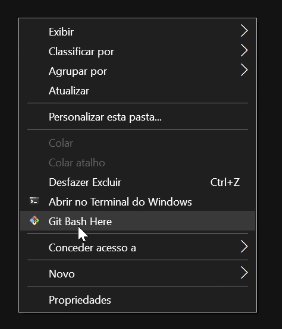 Exibir
Classificar por
Agrupar por
Atualizar
Personalizar esta pasta...
Colar
Colar atalho
Desfazer Excluir Ctrl+Z
Abrir no Terminal do Windows
Git Bash Here
Conceder acesso a
Novo
Propriedades